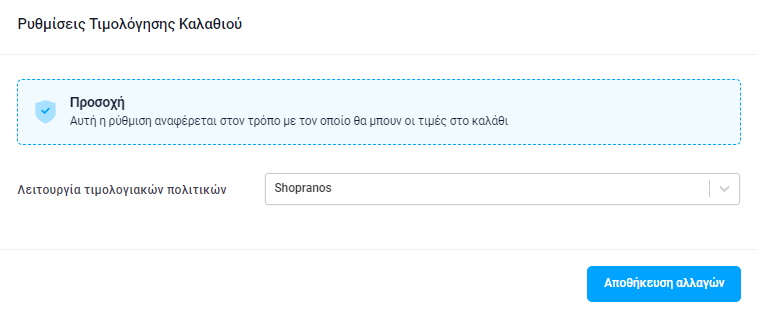 Ρυθμίσεις Τιμολόγησης Καλαθιού
Προσοχή
Αυτή η ρύθμιση αναφέρεται στον τρόπο με τον οποίο θα μπουν οι τιμές στο καλάθι
Λειτουργία τιμολογιακών πολιτικών
Shopranos
Αποθήκευση αλλαγών